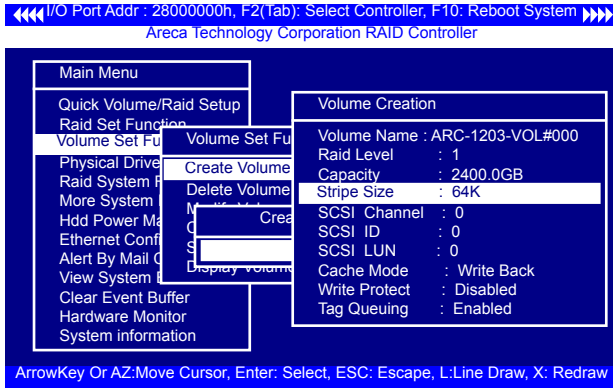 I/O Port Addr : 28000000h, F2(Tab): Select Controller, F10: Reboot System
Areca Technology Corporation RAID Controller
Main Menu
Quick Volume/Raid Setup
Raid Set Function
Volume Set Fu
Physical Drive
Raid System F
More System
Hdd Power Ma
Ethernet Confi
Alert By Mail C
View System E
Clear Event Buffer
Hardware Monitor
System information
Volume Set Fu
Create Volume
Delete Volume
Display Volume
Crea
Volume Creation
Volume Name : ARC-1203-VOL#000
Raid Level : 1
Capacity : 2400.0GB
Stripe Size : 64K
SCSI Channel : 0
SCSI ID : 0
SCSI LUN : 0
Cache Mode : Write Back
Write Protect : Disabled
Tag Queuing : Enabled
ArrowKey Or AZ:Move Cursor, Enter: Select, ESC: Escape, L:Line Draw, X: Redraw